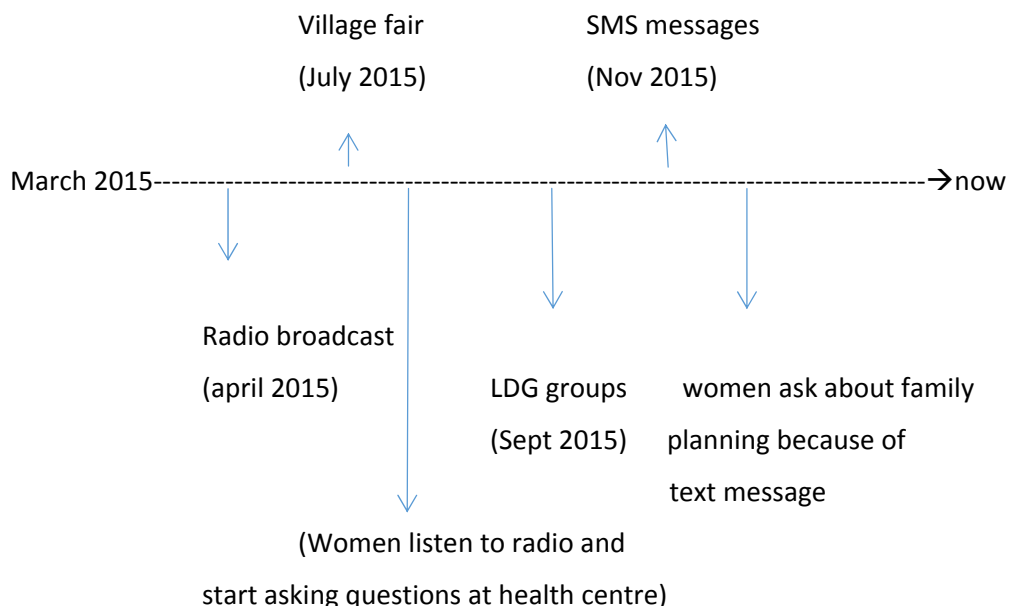 Village fair
(July 2015)
SMS messages
(Nov 2015)
March 2015--------------------------------------------------------------------------------------→now
Radio broadcast
(april 2015)
LDG groups
(Sept 2015)
women ask about family
planning because of
text message
(Women listen to radio and
start asking questions at health centre)